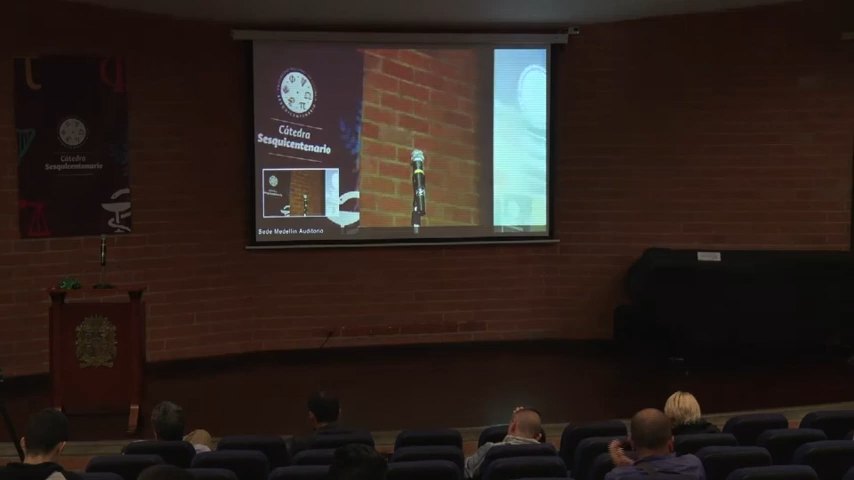 Cátedra
Sesquicentenario
Cátedra
Sesquicentenario
Sede Medellín Auditorio